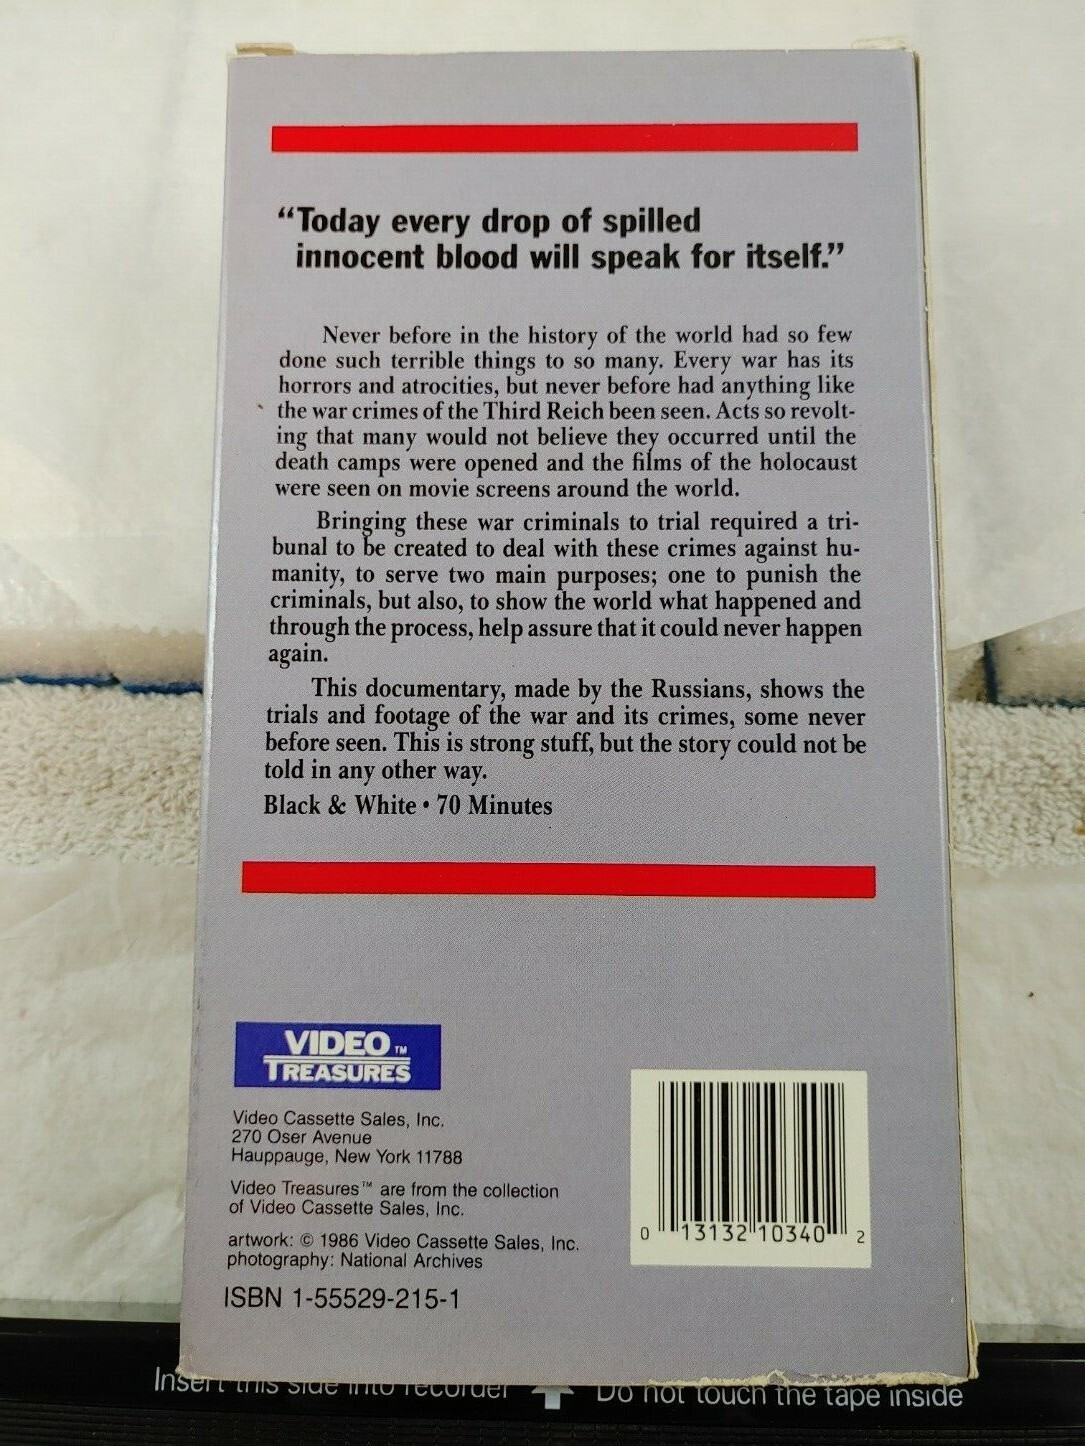 “Today every drop of spilled
innocent blood will speak for itself.”
Never before in the history of the world had so few
done such terrible things to so many. Every war has its
horrors and atrocities, but never before had anything like
the war crimes of the Third Reich been seen. Acts so revolt-
ing that many would not believe they occurred until the
death camps were opened and the films of the holocaust
were seen on movie screens around the world.
Bringing these war criminals to trial required a tri-
bunal to be created to deal with these crimes against hu-
manity, to serve two main purposes; one to punish the
criminals, but also, to show the world what happened and
through the process, help assure that it could never happen
again.
This documentary, made by the Russians, shows the
trials and footage of the war and its crimes, some never
before seen. This is strong stuff, but the story could not be
told in any other way.
Black & White • 70 Minutes
VIDEO TM
TREASURES
Video Cassette Sales, Inc.
270 Oser Avenue
Hauppauge, New York 11788
Video Treasures™ are from the collection
of Video Cassette Sales, Inc.
artwork: © 1986 Video Cassette Sales, Inc.
photography: National Archives
ISBN 1-55529-215-1
0 13132 10340 2
Insert this side into recorder Do not touch the tape inside